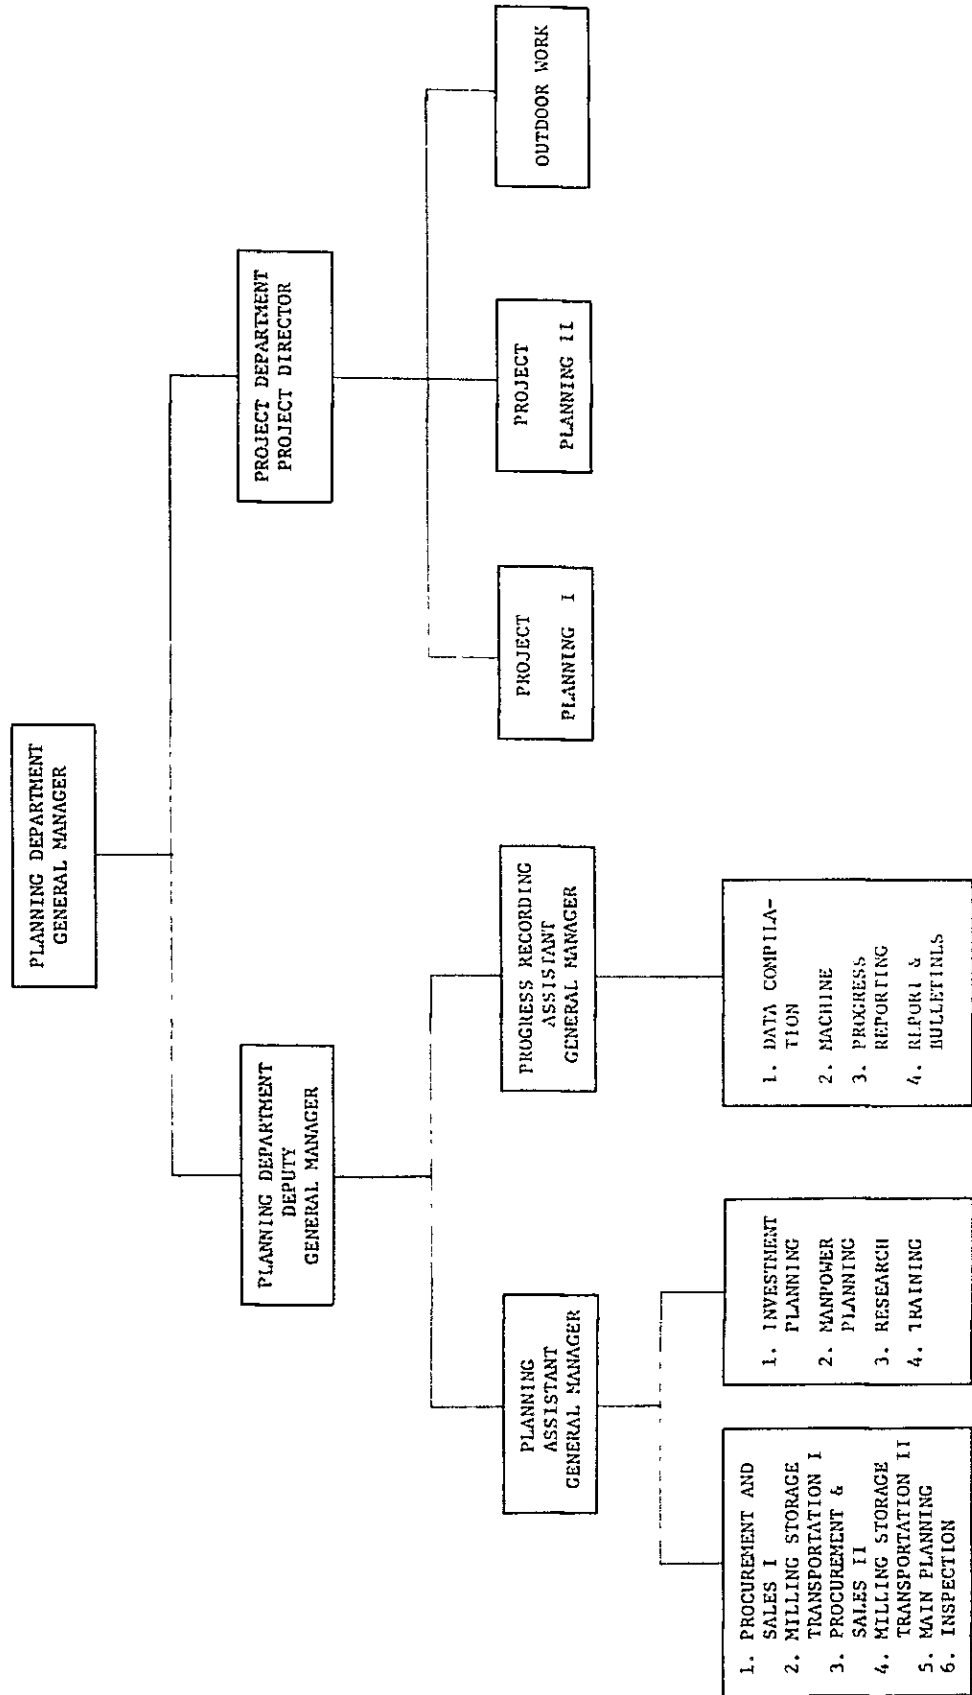 PLANNING DEPARTMENT
GENERAL MANAGER
PLANNING DEPARTMENT
DEPUTY
GENERAL MANAGER
PROJECT DEPARTMENT
PROJECT DIRECTOR
PLANNING
ASSISTANT
GENERAL MANAGER
PROGRESS RECORDING
ASSISTANT
GENERAL MANAGER
PROJECT
PLANNING I
PROJECT
PLANNING II
OUTDOOR WORK
1. PROCUREMENT AND
SALES I
2. MILLING STORAGE
TRANSPORTATION I
3. PROCUREMENT &
SALES II
4. MILLING STORAGE
TRANSPORTATION II
5. MAIN PLANNING
6. INSPECTION
1. INVESTMENT
PLANNING
2. MANPOWER
PLANNING
3. RESEARCH
4. TRAINING
1. DATA COMPILA-
TION
2. MACHINE
3. PROGRESS
REPORTING
4. REPORT &
BULLETINLS